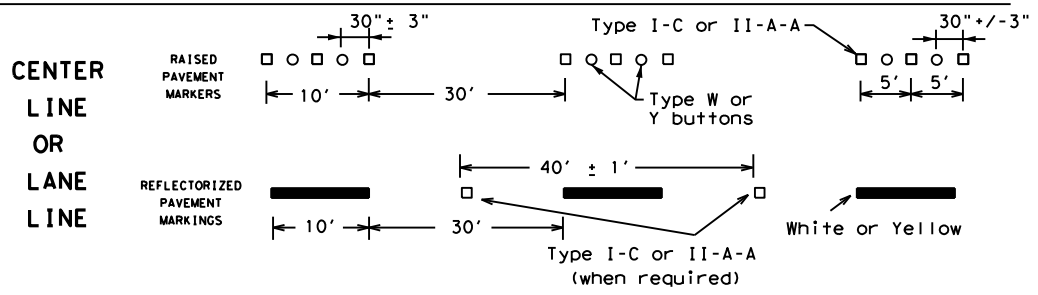 CENTER
LINE
OR
LANE
LINE
RAISED
PAVEMENT
MARKERS
30" ± 3"
10'
30'
Type I-C or II-A-A
Type W or
Y buttons
30"+/-3"
5'
5'
REFLECTORIZED
PAVEMENT
MARKINGS
10'
30'
40' ± 1'
Type I-C or II-A-A
(when required)
White or Yellow